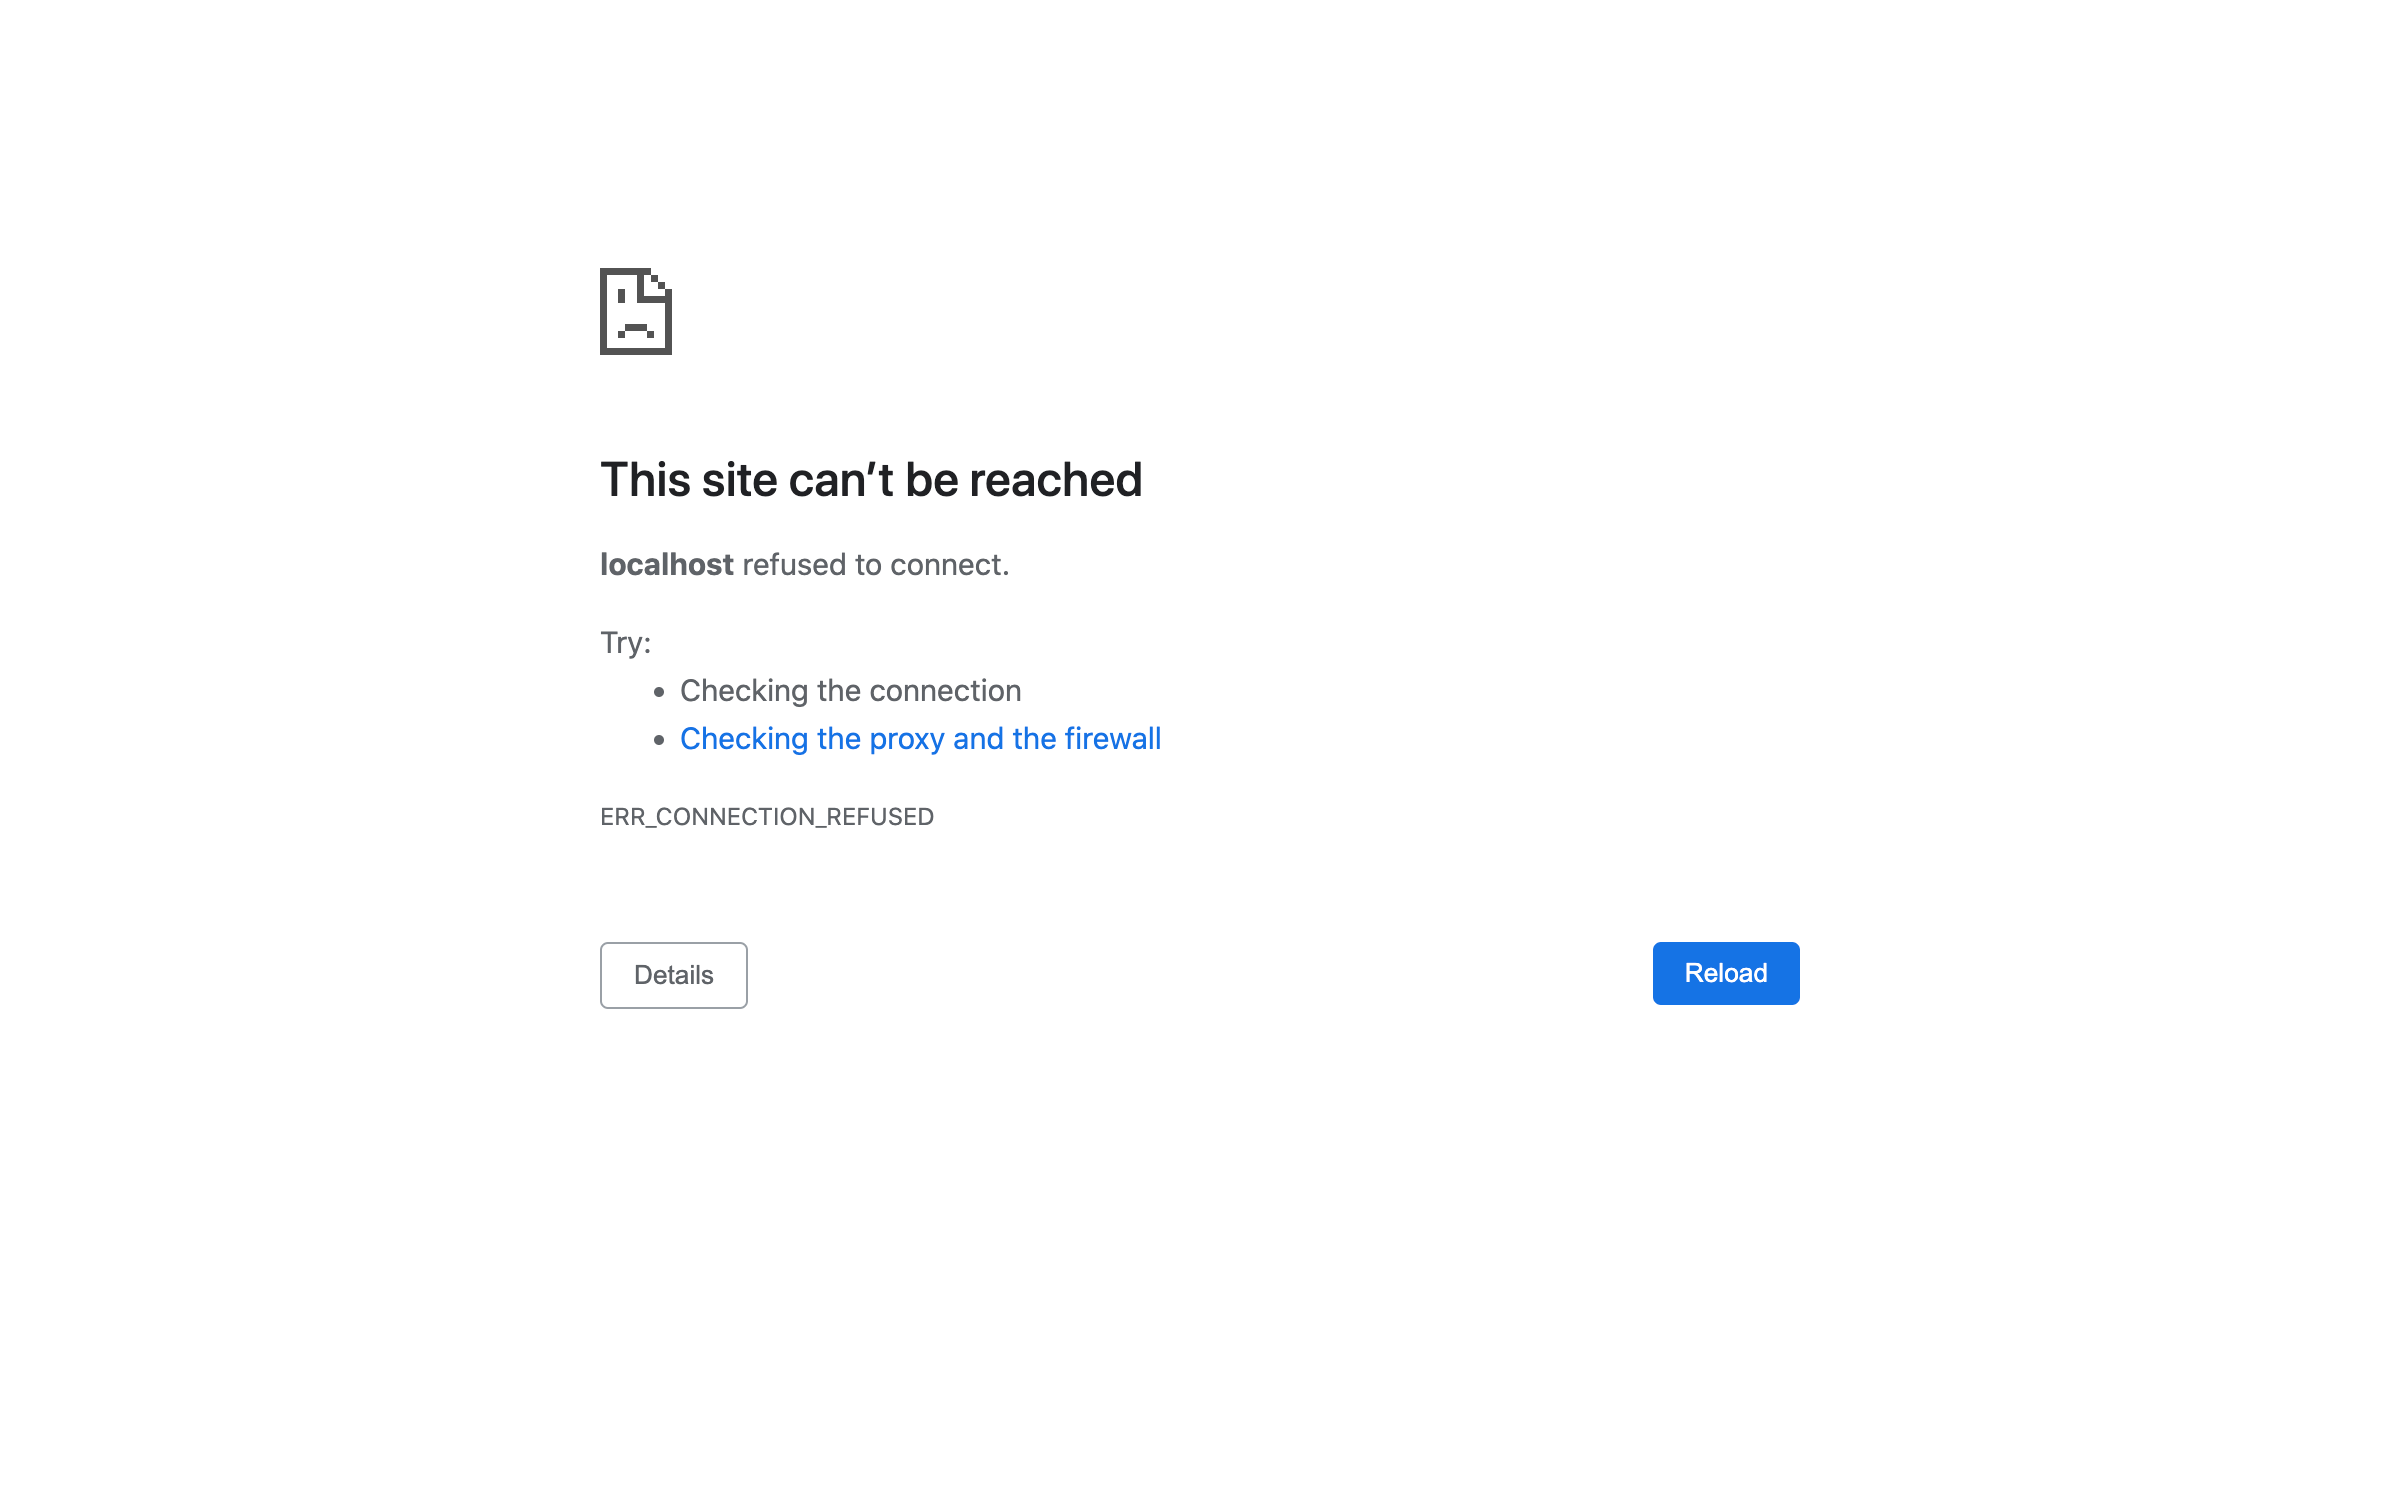 This site can’t be reached
localhost refused to connect.
Try:
Checking the connection
Checking the proxy and the firewall
ERR_CONNECTION_REFUSED
Details
Reload